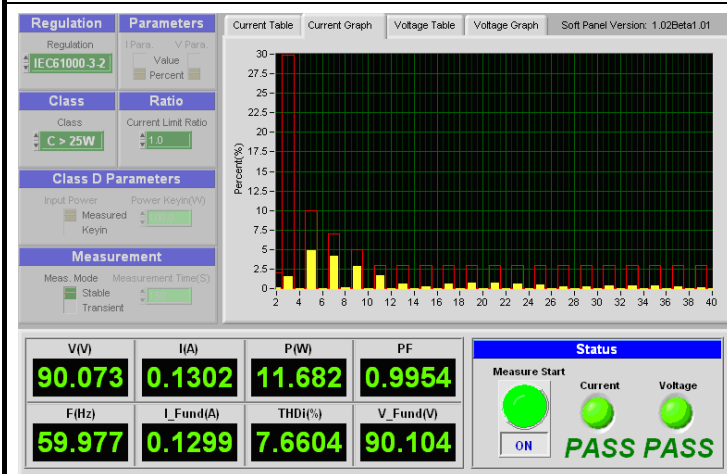 Regulation
Parameters
Regulation
I Para. V Para.
IEC61000-3-2
Value
Percent
Class
Ratio
Class
Current Limit Ratio
C > 25W
1.0
Class D Parameters
Input Power
Power Keyin(W)
Measured
Keyin
Measurement
Meas. Mode
Measurement Time(S)
Stable
Transient
Current Table
Current Graph
Voltage Table
Voltage Graph
Soft Panel Version: 1.02Beta1.01
Percent(%)
30
27.5
25
22.5
20
17.5
15
12.5
10
7.5
5
2.5
0
2 4 6 8 10 12 14 16 18 20 22 24 26 28 30 32 34 36 38 40
V(V) I(A) P(W) PF
90.073 0.1302 11.682 0.9954
F(Hz) I_Fund(A) THDi(%) V_Fund(V)
59.977 0.1299 7.6604 90.104
Status
Measure Start
Current
Voltage
ON
PASS PASS